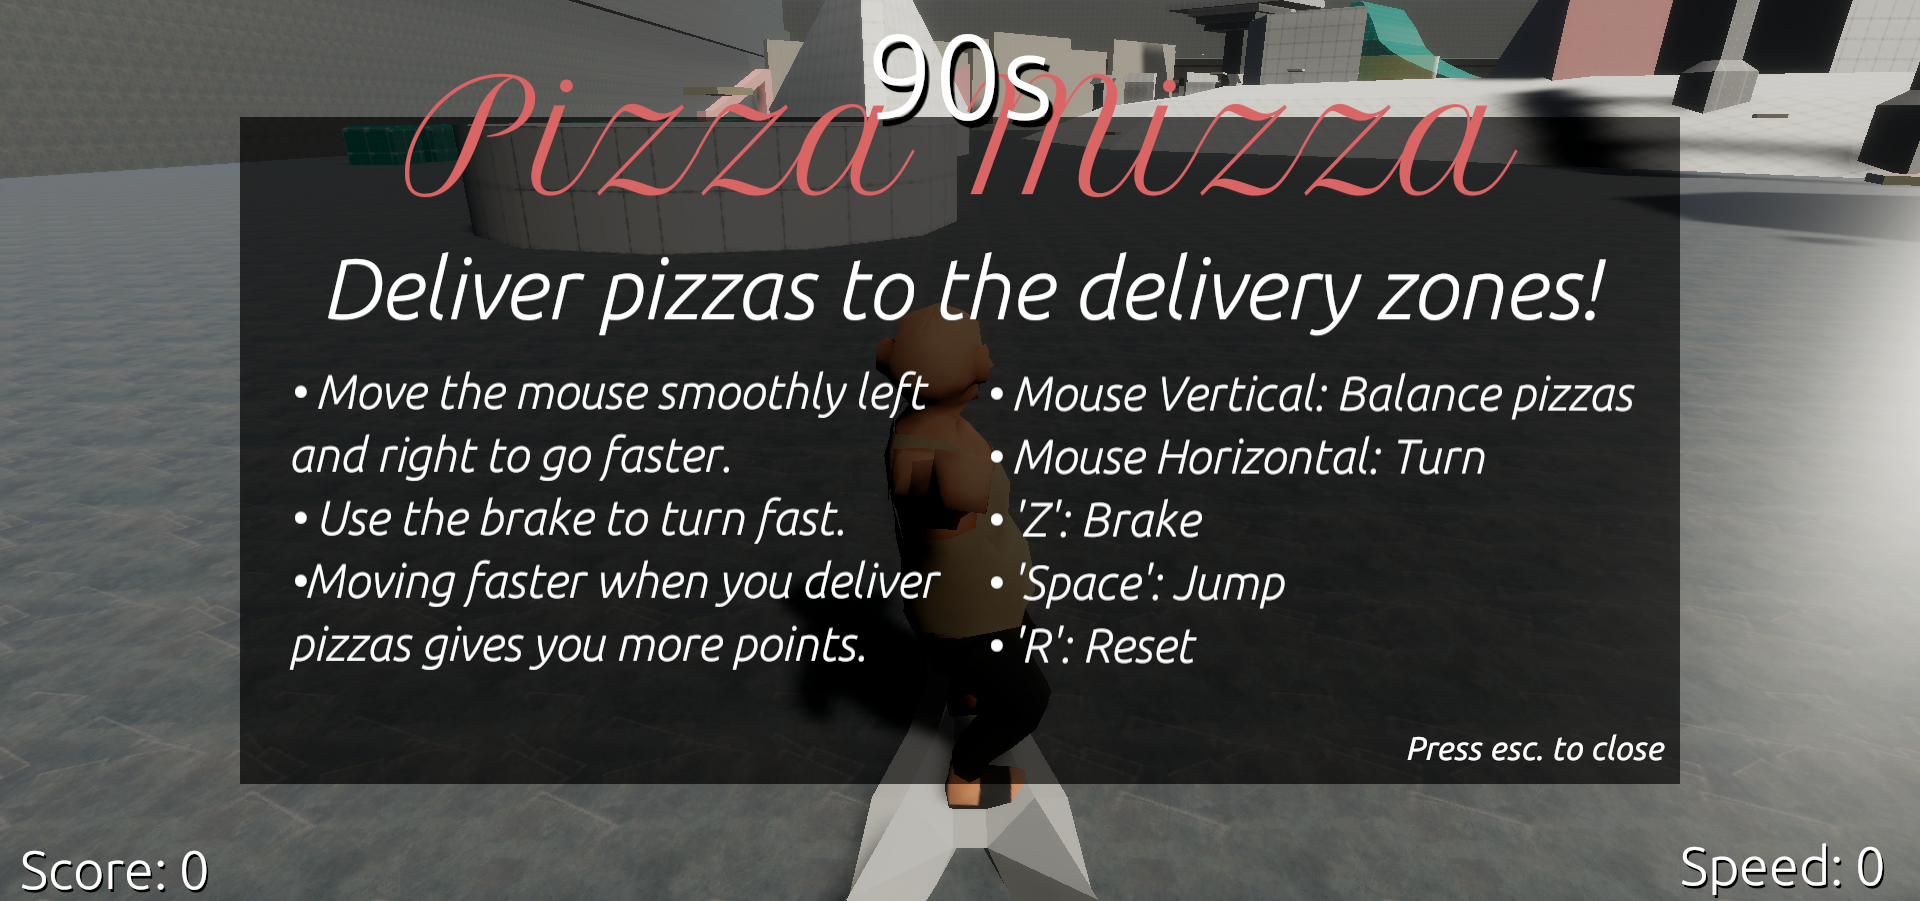 90s
Pizza Mizza
Deliver pizzas to the delivery zones!
• Move the mouse smoothly left
and right to go faster.
• Use the brake to turn fast.
•Moving faster when you deliver
pizzas gives you more points.
• Mouse Vertical: Balance pizzas
• Mouse Horizontal: Turn
• 'Z': Brake
• 'Space': Jump
• 'R': Reset
Press esc. to close
Score: 0
Speed: 0